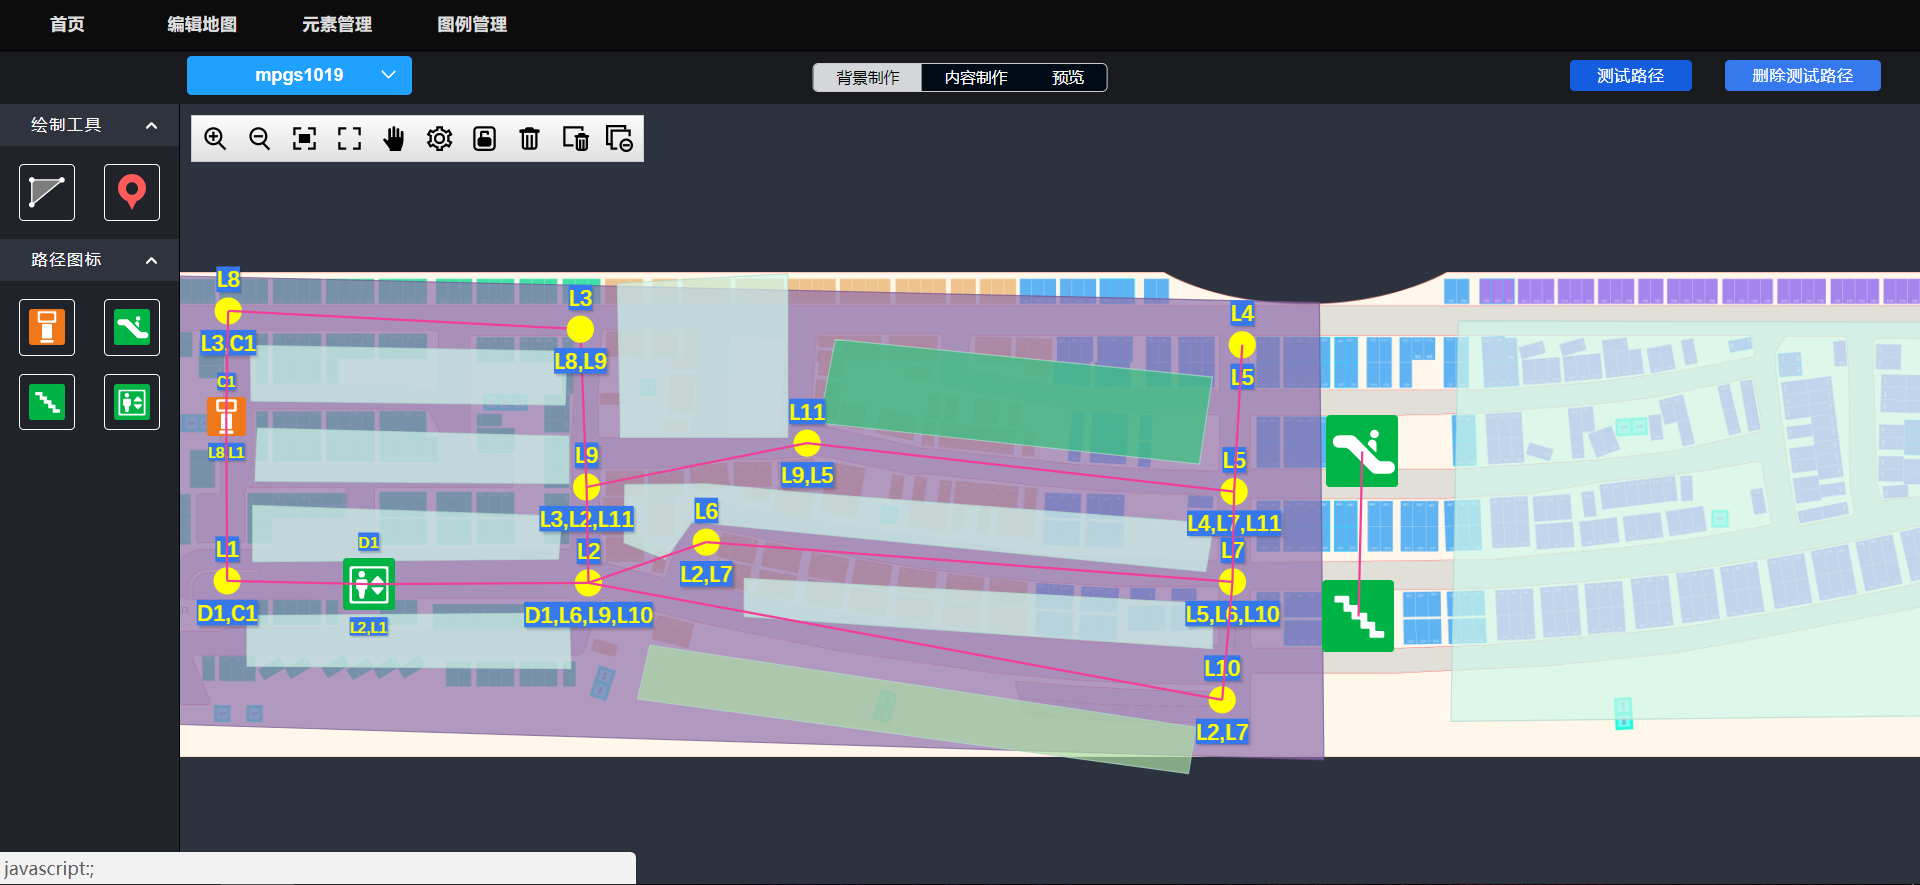 首页 编辑地图 元素管理 图例管理
mpgs1019 背景制作 内容制作 预览 测试路径 删除测试路径
绘制工具
路径图标
L8
L3,C1
L3
L8,L9
L4
L5
C1
L8 L1
L11
L9,L5
L9
L3,L2,L11
L5
L4,L7,L11
L6
L2,L7
L1
D1,C1
D1
L2,L1
L2
D1,L6,L9,L10
L7
L5,L6,L10
L10
L2,L7
javascript:;